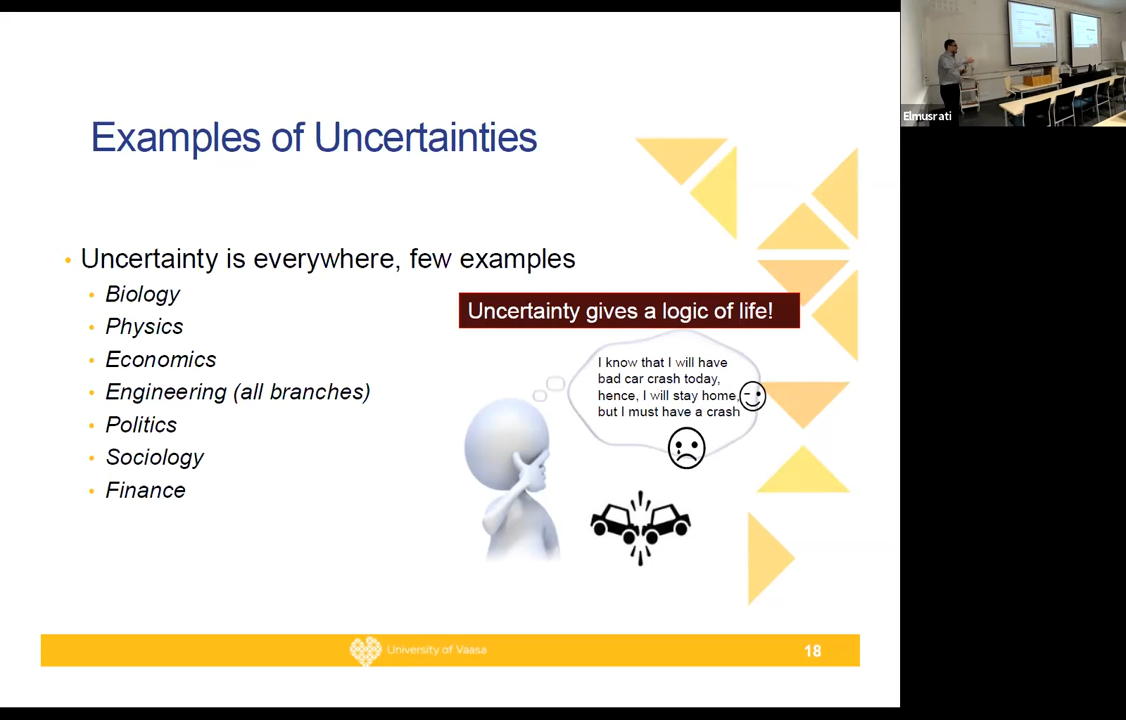 Examples of Uncertainties
Uncertainty is everywhere, few examples
Biology
Physics
Economics
Engineering (all branches)
Politics
Sociology
Finance
Uncertainty gives a logic of life!
I know that I will have
bad car crash today,
hence, I will stay home,
but I must have a crash
University of Vaasa
18
Elmusrati